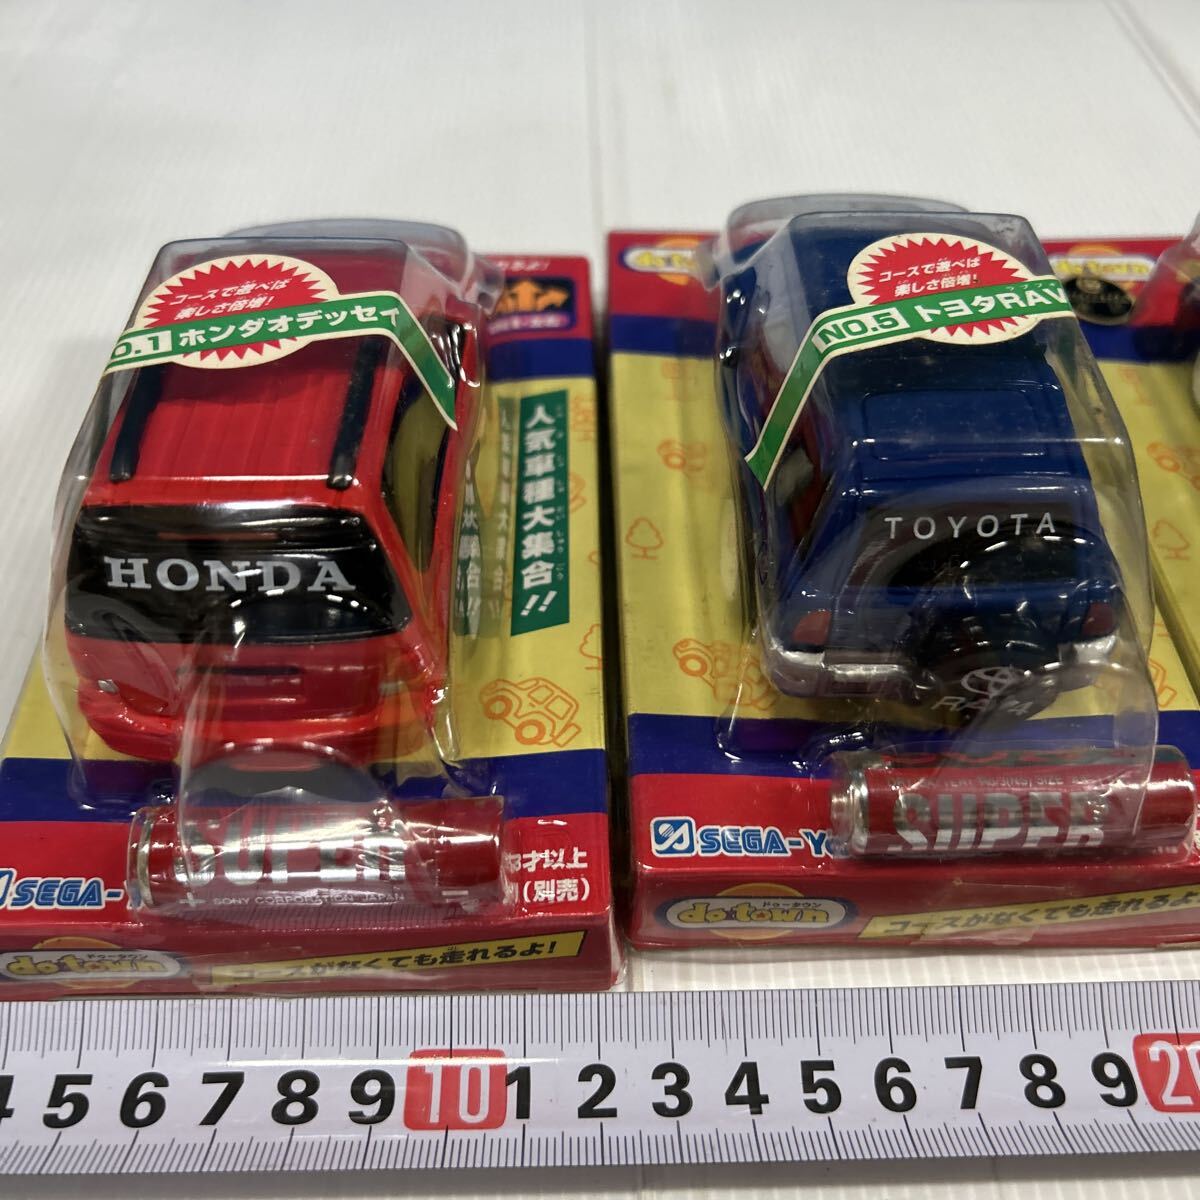 コースで遊べば
楽しさ倍増!
O.1 ホンダオデッセイ
HONDA
人気車種大集合!!
SUPER
SONY CORPORATION JAPAN
SEGA-
3才以上
(別売)
do town
ドゥータウン
コースがなくても走れるよ!
コースで遊べば
楽しさ倍増!
NO.5 トヨタRAV
TOYOTA
RAV4
SUPER
SEGA-Yo
do town
ドゥータウン
コースがなくても走れるよ
do town
do town
4 5 6 7 8 9 10 1 2 3 4 5 6 7 8 9 20